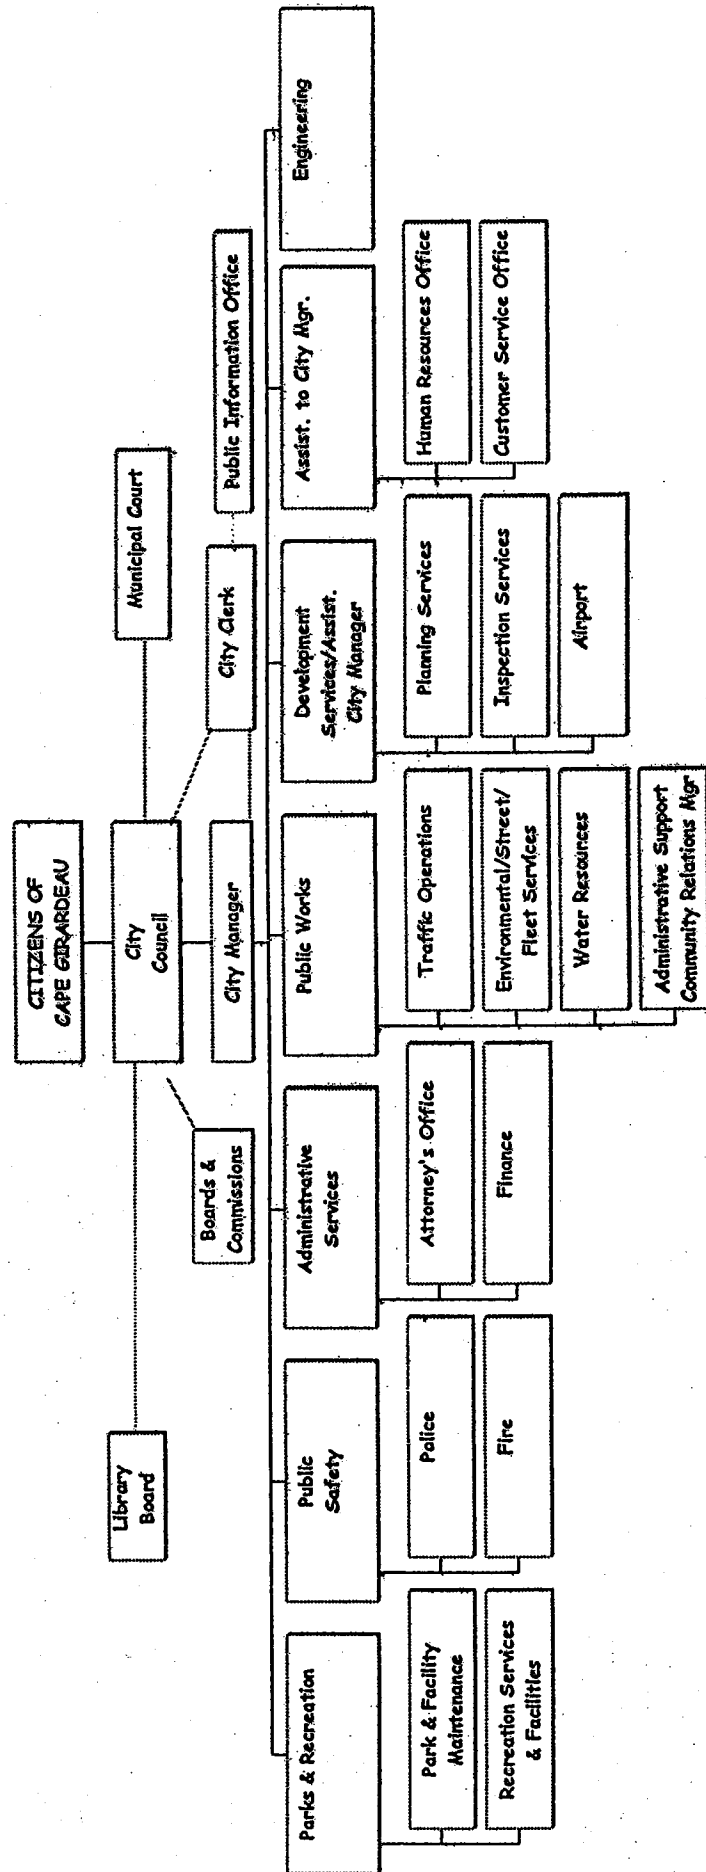 CITIZENS OF
CAPE GIRARDEAU
Library
Board
City
Council
Municipal Court
Boards &
Commissions
City Manager
City Clerk
Public Information Office
Parks & Recreation
Public
Safety
Administrative
Services
Public Works
Development
Services/Assist.
City Manager
Assist. to City Mgr.
Engineering
Park & Facility
Maintenance
Recreation Services
& Facilities
Police
Fire
Attorney's Office
Finance
Traffic Operations
Environmental/Street/
Fleet Services
Water Resources
Administrative Support
Community Relations Mgr
Planning Services
Inspection Services
Airport
Human Resources Office
Customer Service Office